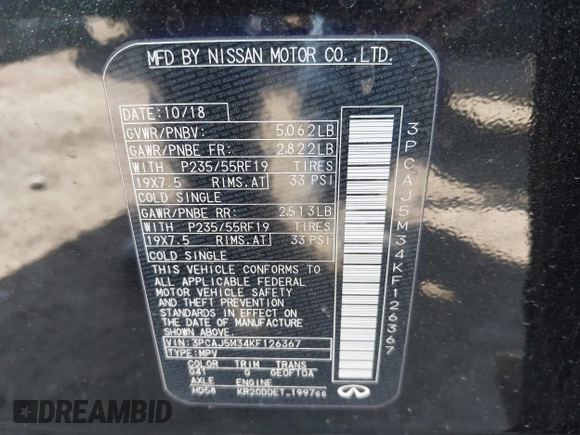 MFD BY NISSAN MOTOR CO.,LTD.
DATE:10/18
GVWR/PNBV: 5,062LB
GAWR/PNBE FR: 2,822LB
WITH P235/55RF19 TIRES
19X7.5 RIMS.AT 33 PSI
COLD SINGLE
GAWR/PNBE RR: 2,513LB
WITH P235/55RF19 TIRES
19X7.5 RIMS.AT 33 PSI
COLD SINGLE
THIS VEHICLE CONFORMS TO
ALL APPLICABLE FEDERAL
MOTOR VEHICLE SAFETY
AND THEFT PREVENTION
STANDARDS IN EFFECT ON
THE DATE OF MANUFACTURE
SHOWN ABOVE.
VIN:3PCAJ5M34KF126367
TYPE:MPV
COLOR TRIM TRANS
G41 G GE0F10A
AXLE ENGINE
HD58 KR20DDET 1997cc
3PCAJ5M34KF126367
DREAMBID